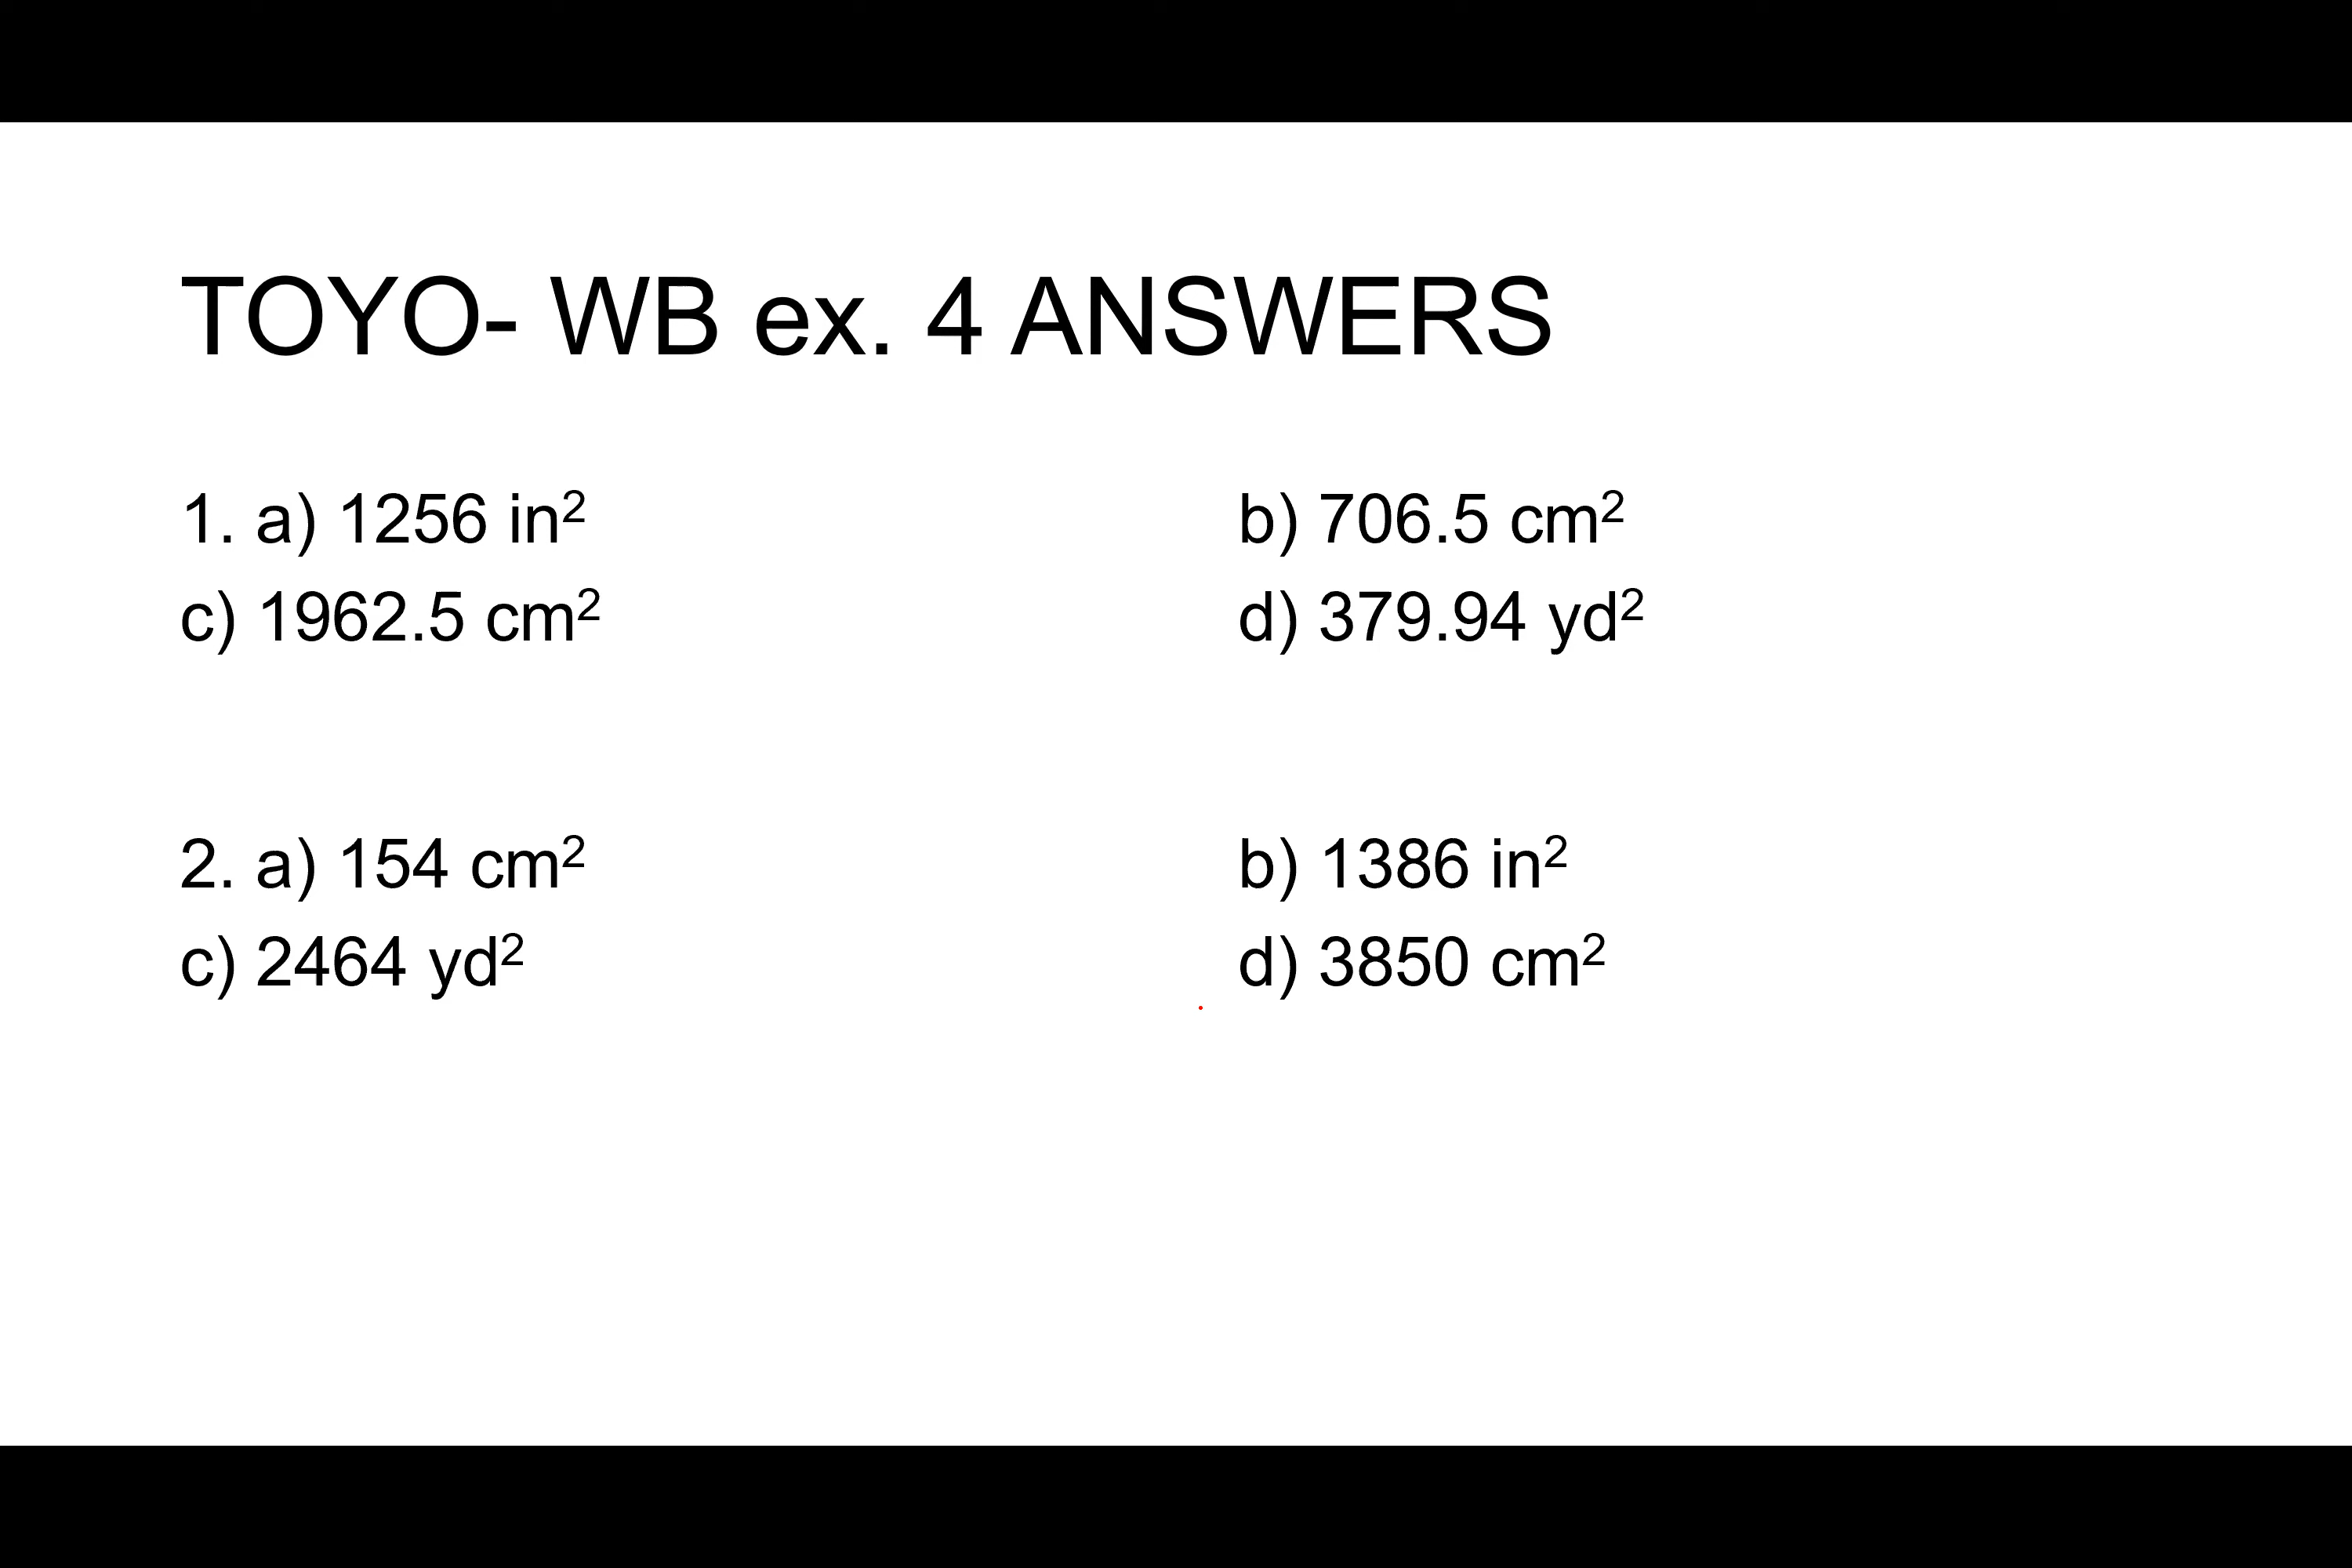 TOYO- WB ex. 4 ANSWERS
1. a) 1256 in² b) 706.5 cm²
c) 1962.5 cm² d) 379.94 yd²
2. a) 154 cm² b) 1386 in²
c) 2464 yd² d) 3850 cm²